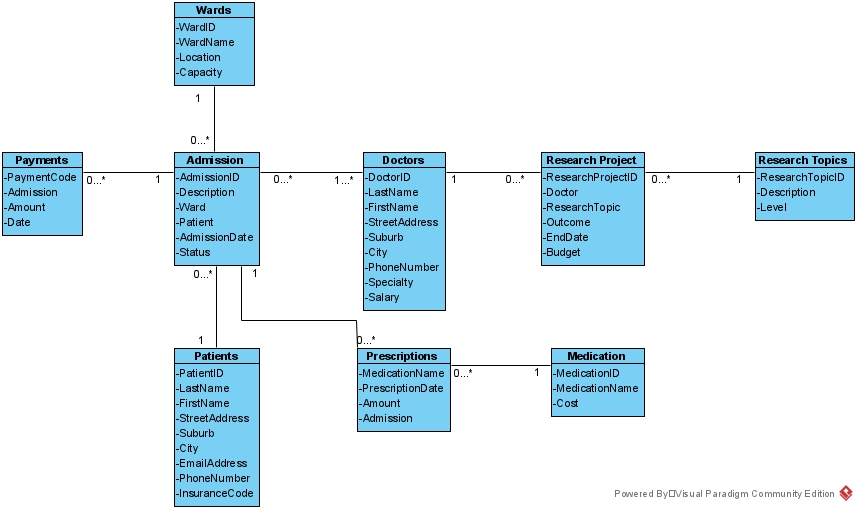 Wards
-WardID
-WardName
-Location
-Capacity
1
0...*
Payments
-PaymentCode
-Admission
-Amount
-Date
0...*
1
Admission
-AdmissionID
-Description
-Ward
-Patient
-AdmissionDate
-Status
0...*
1...*
Doctors
-DoctorID
-LastName
-FirstName
-StreetAddress
-Suburb
-City
-PhoneNumber
-Specialty
-Salary
1
0...*
Research Project
-ResearchProjectID
-Doctor
-ResearchTopic
-Outcome
-EndDate
-Budget
0...*
1
Research Topics
-ResearchTopicID
-Description
-Level
0...*
1
1
0...*
Patients
-PatientID
-LastName
-FirstName
-StreetAddress
-Suburb
-City
-EmailAddress
-PhoneNumber
-InsuranceCode
Prescriptions
-MedicationName
-PrescriptionDate
-Amount
-Admission
0...*
1
Medication
-MedicationID
-MedicationName
-Cost
Powered By□Visual Paradigm Community Edition